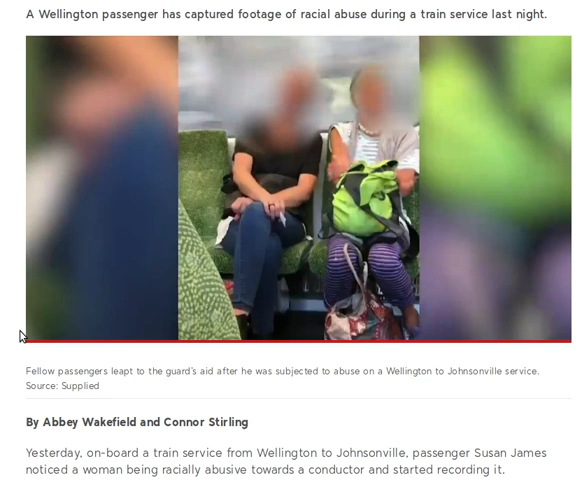 A Wellington passenger has captured footage of racial abuse during a train service last night.
Fellow passengers leapt to the guard's aid after he was subjected to abuse on a Wellington to Johnsonville service.
Source: Supplied
By Abbey Wakefield and Connor Stirling
Yesterday, on-board a train service from Wellington to Johnsonville, passenger Susan James
noticed a woman being racially abusive towards a conductor and started recording it.